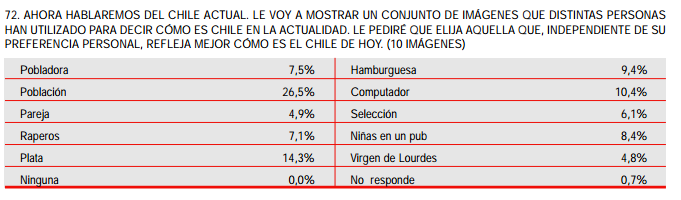 72. AHORA HABLAREMOS DEL CHILE ACTUAL. LE VOY A MOSTRAR UN CONJUNTO DE IMÁGENES QUE DISTINTAS PERSONAS
HAN UTILIZADO PARA DECIR CÓMO ES CHILE EN LA ACTUALIDAD. LE PEDIRÉ QUE ELIJA AQUELLA QUE, INDEPENDIENTE DE SU
PREFERENCIA PERSONAL, REFLEJA MEJOR CÓMO ES EL CHILE DE HOY. (10 IMÁGENES)
Pobladora 7,5% Hamburguesa 9,4%
Población 26,5% Computador 10,4%
Pareja 4,9% Selección 6,1%
Raperos 7,1% Niñas en un pub 8,4%
Plata 14,3% Virgen de Lourdes 4,8%
Ninguna 0,0% No responde 0,7%